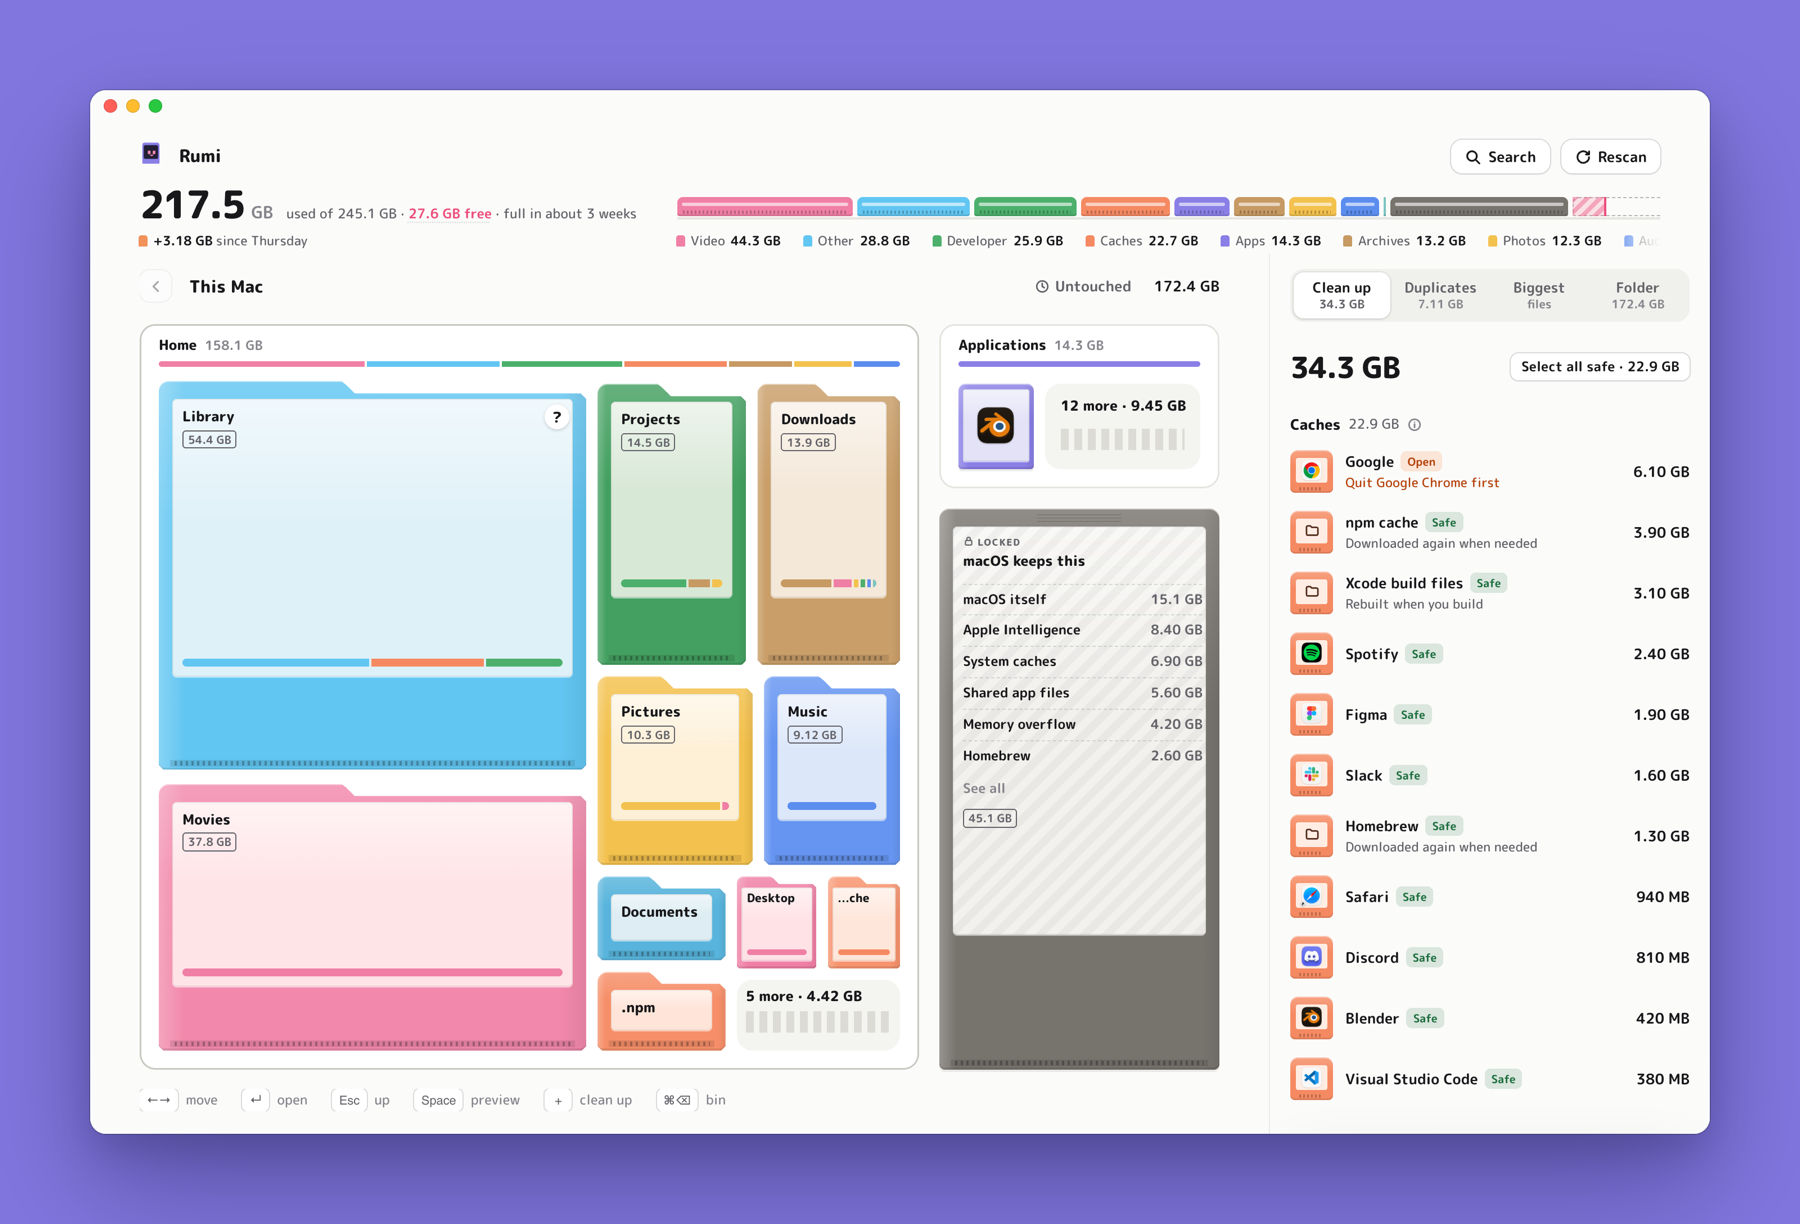 Rumi
Search
Rescan
217.5 GB used of 245.1 GB · 27.6 GB free · full in about 3 weeks
+3.18 GB since Thursday
Video 44.3 GB
Other 28.8 GB
Developer 25.9 GB
Caches 22.7 GB
Apps 14.3 GB
Archives 13.2 GB
Photos 12.3 GB
This Mac
Untouched 172.4 GB
Home 158.1 GB
Library
54.4 GB
?
Projects
14.5 GB
Downloads
13.9 GB
Movies
37.8 GB
Pictures
10.3 GB
Music
9.12 GB
Documents
Desktop
...che
.npm
5 more · 4.42 GB
Applications 14.3 GB
12 more · 9.45 GB
LOCKED
macOS keeps this
macOS itself 15.1 GB
Apple Intelligence 8.40 GB
System caches 6.90 GB
Shared app files 5.60 GB
Memory overflow 4.20 GB
Homebrew 2.60 GB
See all
45.1 GB
←→ move
↵ open
Esc up
Space preview
+ clean up
⌘⌫ bin
Clean up
34.3 GB
Duplicates
7.11 GB
Biggest
files
Folder
172.4 GB
34.3 GB
Select all safe · 22.9 GB
Caches 22.9 GB
Google Open
Quit Google Chrome first
6.10 GB
npm cache Safe
Downloaded again when needed
3.90 GB
Xcode build files Safe
Rebuilt when you build
3.10 GB
Spotify Safe
2.40 GB
Figma Safe
1.90 GB
Slack Safe
1.60 GB
Homebrew Safe
Downloaded again when needed
1.30 GB
Safari Safe
940 MB
Discord Safe
810 MB
Blender Safe
420 MB
Visual Studio Code Safe
380 MB